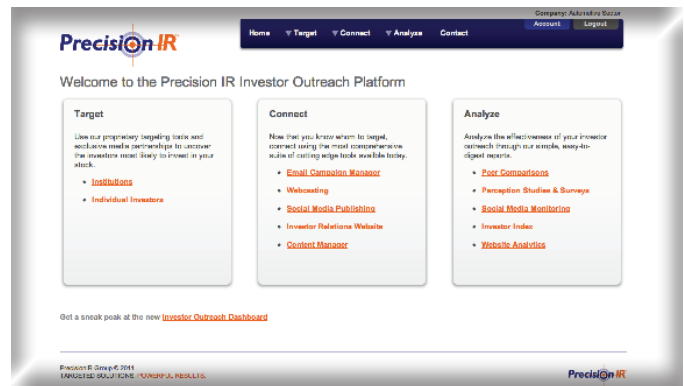 Company: Automotive Sector
Account Logout
Precision IR
Home Target Connect Analyze Contact
Welcome to the Precision IR Investor Outreach Platform
Target
Use our proprietary targeting tools and
exclusive media partnerships to uncover
the investors most likely to invest in your
stock.
Institutions
Individual Investors
Connect
Now that you know whom to target,
connect using the most comprehensive
suite of cutting edge tools availble today.
Email Campaign Manager
Webcasting
Social Media Publishing
Investor Relations Website
Content Manager
Analyze
Analyze the effectiveness of your investor
outreach through our simple, easy-to-
digest reports.
Peer Comparisons
Perception Studies & Surveys
Social Media Monitoring
Investor Index
Website Analytics
Get a sneak peak at the new Investor Outreach Dashboard
Precision IR Group © 2011
TARGETED SOLUTIONS. POWERFUL RESULTS.
Precision IR